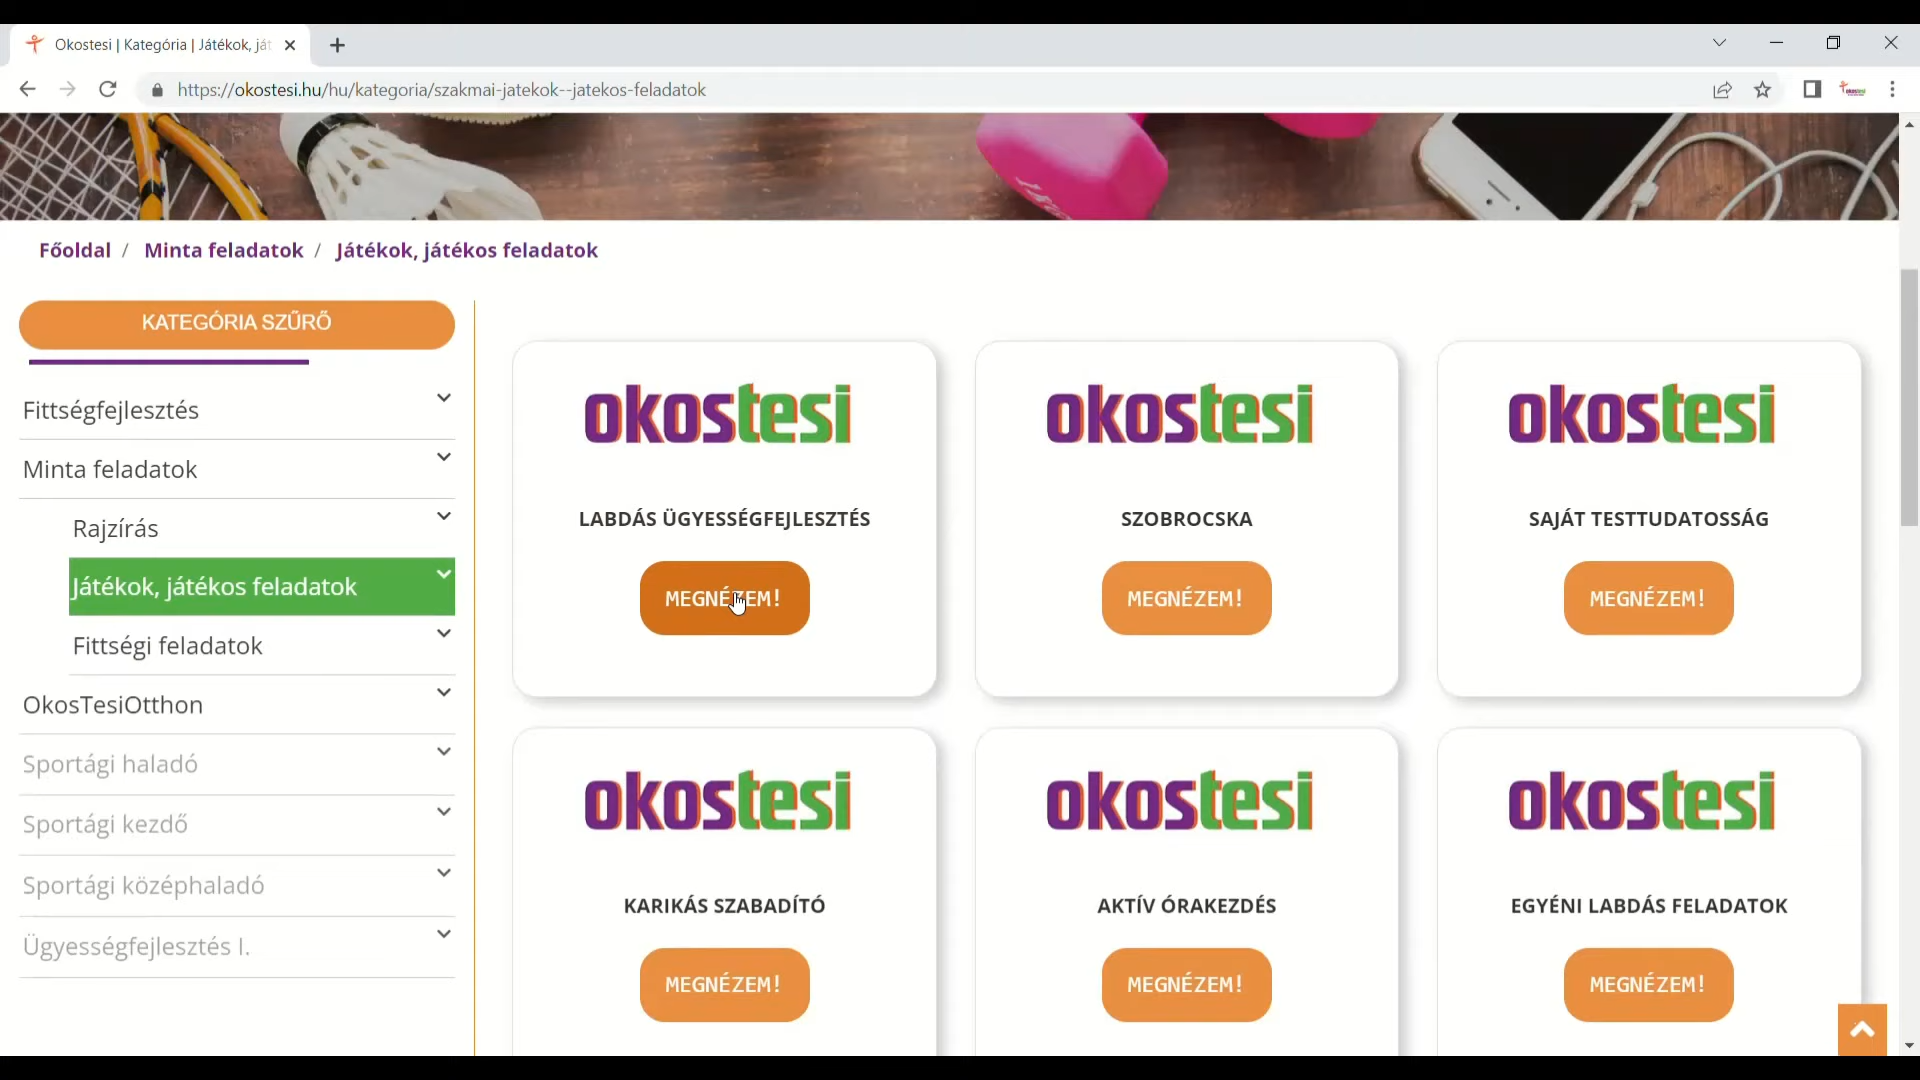 Okostesi | Kategória | Játékok, ját
https://okostesi.hu/hu/kategoria/szakmai-jatekok--jatekos-feladatok
Főoldal / Minta feladatok / Játékok, játékos feladatok
KATEGÓRIA SZŰRŐ
Fittségfejlesztés
Minta feladatok
Rajzírás
Játékok, játékos feladatok
Fittségi feladatok
OkosTesiOtthon
Sportági haladó
Sportági kezdő
Sportági középhaladó
Ügyességfejlesztés I.
okostesi
LABDÁS ÜGYESSÉGFEJLESZTÉS
MEGNÉZEM!
okostesi
SZOBROCSKA
MEGNÉZEM!
okostesi
SAJÁT TESTTUDATOSSÁG
MEGNÉZEM!
okostesi
KARIKÁS SZABADÍTÓ
MEGNÉZEM!
okostesi
AKTÍV ÓRAKEZDÉS
MEGNÉZEM!
okostesi
EGYÉNI LABDÁS FELADATOK
MEGNÉZEM!